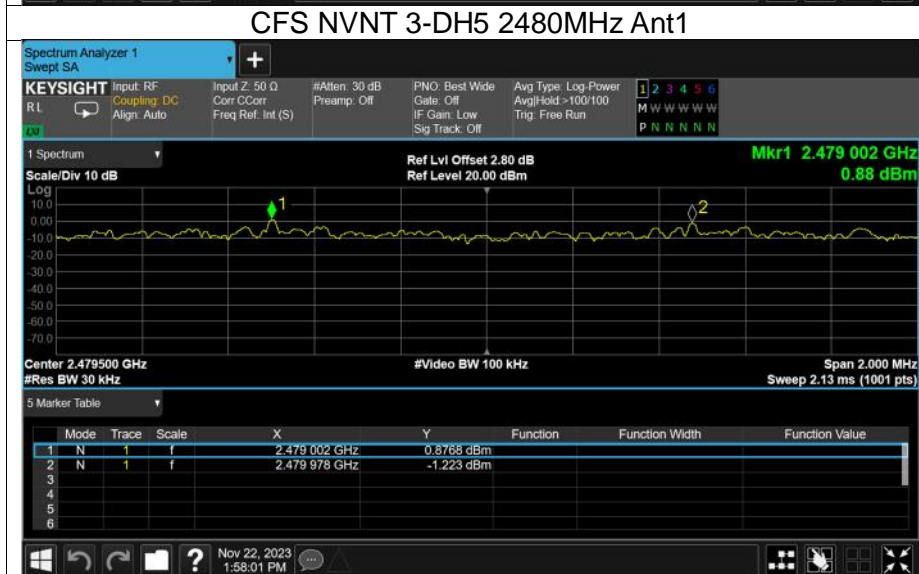 CFS NVNT 3-DH5 2480MHz Ant1
Spectrum Analyzer 1
Swept SA
+
KEYSIGHT Input: RF Input Z: 50 Ω #Atten: 30 dB PNO: Best Wide Avg Type: Log-Power 1 2 3 4 5 6
RL Coupling: DC Corr CCorr Preamp: Off Gate: Off Avg|Hold:>100/100 M W W W W W
Align: Auto Freq Ref: Int (S) IF Gain: Low Trig: Free Run
Sig Track: Off P N N N N N
1 Spectrum Ref Lvl Offset 2.80 dB Mkr1 2.479 002 GHz
Scale/Div 10 dB Ref Level 20.00 dBm 0.88 dBm
Log
10.0
0.00
-10.0
-20.0
-30.0
-40.0
-50.0
-60.0
-70.0
1
2
Center 2.479500 GHz #Video BW 100 kHz Span 2.000 MHz
#Res BW 30 kHz Sweep 2.13 ms (1001 pts)
5 Marker Table
Mode Trace Scale X Y Function Function Width Function Value
1 N 1 f 2.479 002 GHz 0.8768 dBm
2 N 1 f 2.479 978 GHz -1.223 dBm
3
4
5
6
? Nov 22, 2023
1:58:01 PM